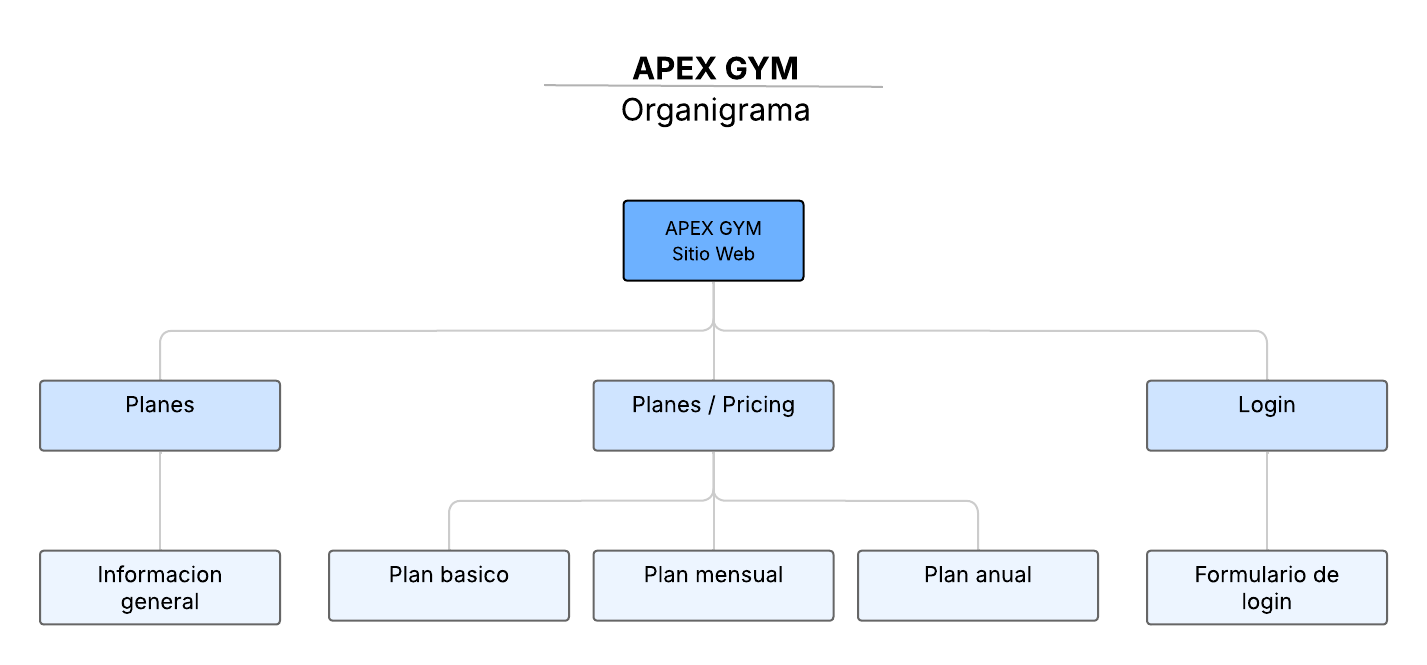 APEX GYM
Organigrama
APEX GYM
Sitio Web
Planes
Planes / Pricing
Login
Informacion
general
Plan basico
Plan mensual
Plan anual
Formulario de
login